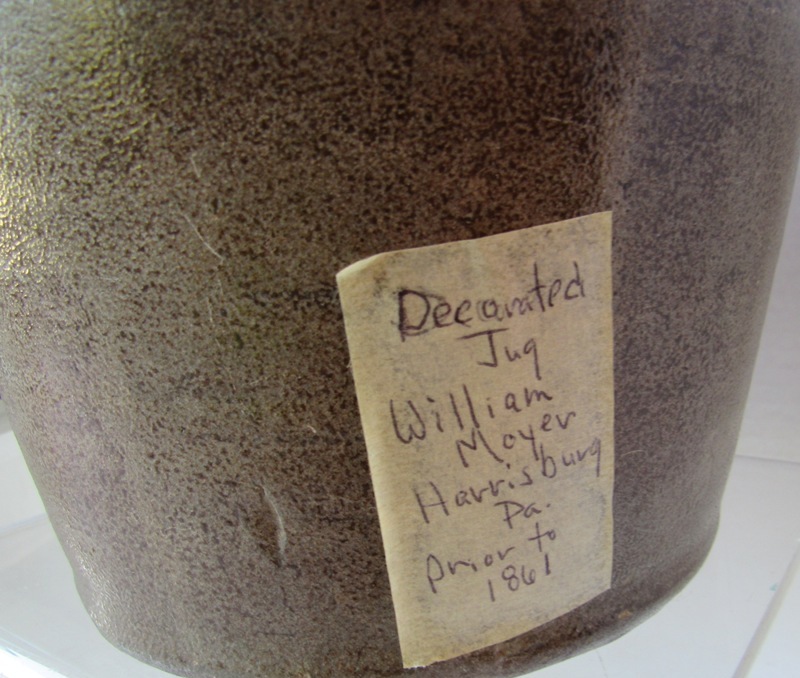 Decorated
Jug
William
Moyer
Harrisburg
Pa.
Prior to
1861